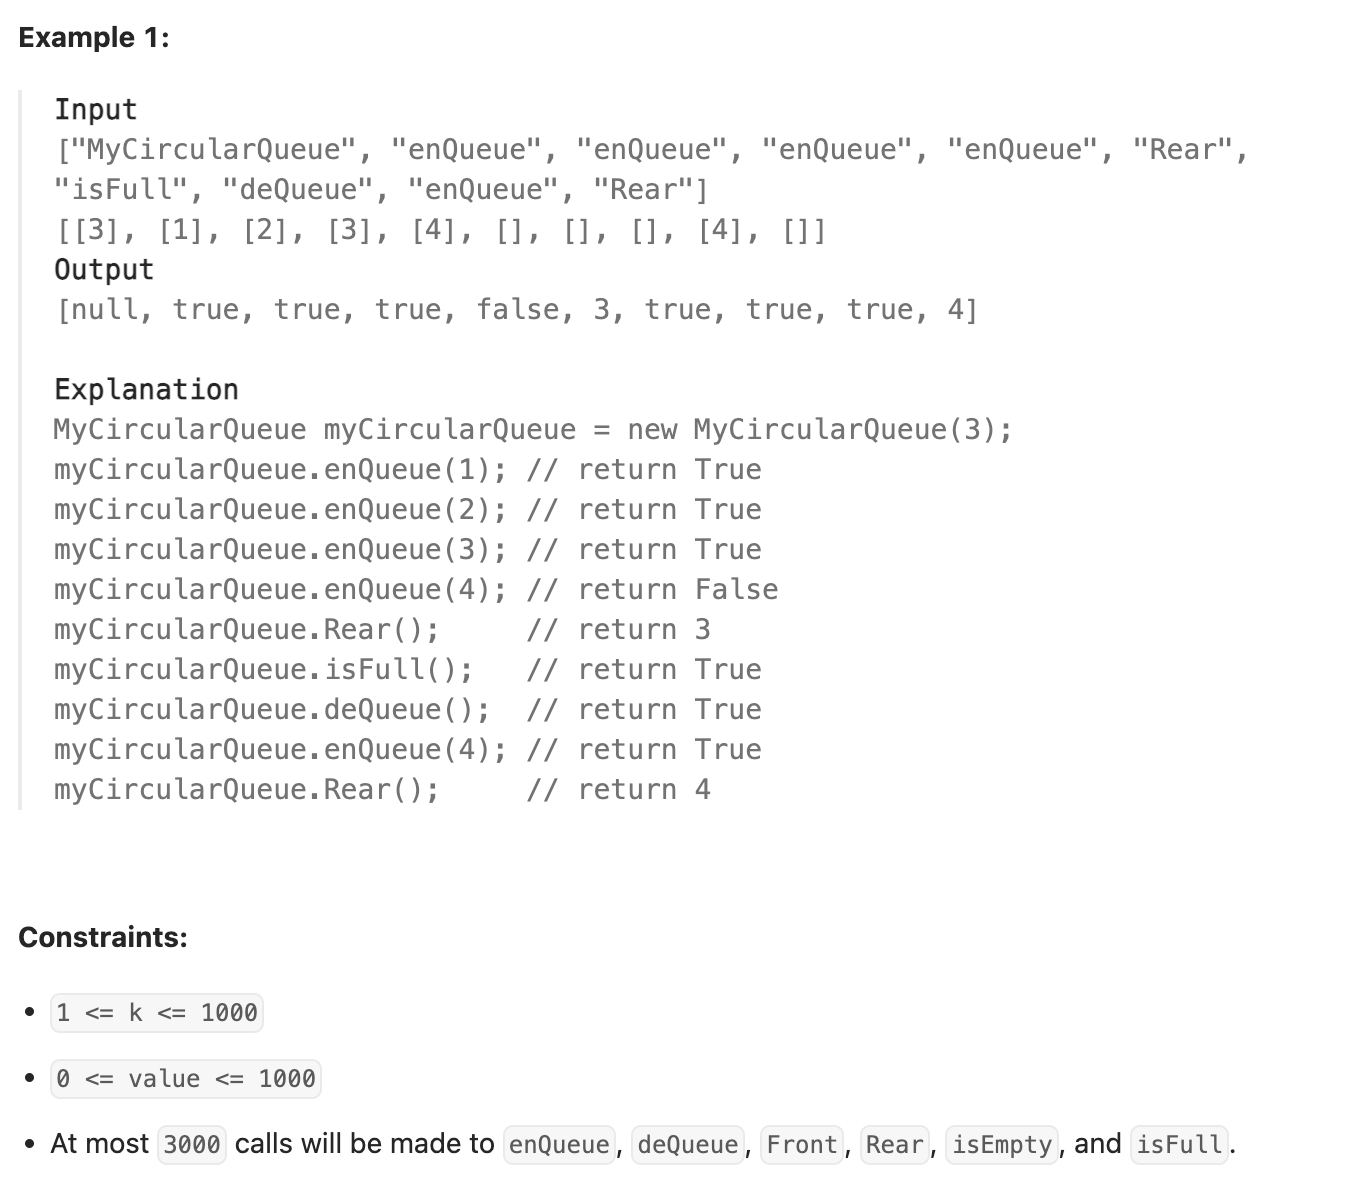 Example 1:
Input
["MyCircularQueue", "enQueue", "enQueue", "enQueue", "enQueue", "Rear",
"isFull", "deQueue", "enQueue", "Rear"]
[[3], [1], [2], [3], [4], [], [], [], [4], []]
Output
[null, true, true, true, false, 3, true, true, true, 4]
Explanation
MyCircularQueue myCircularQueue = new MyCircularQueue(3);
myCircularQueue.enQueue(1); // return True
myCircularQueue.enQueue(2); // return True
myCircularQueue.enQueue(3); // return True
myCircularQueue.enQueue(4); // return False
myCircularQueue.Rear();     // return 3
myCircularQueue.isFull();   // return True
myCircularQueue.deQueue();  // return True
myCircularQueue.enQueue(4); // return True
myCircularQueue.Rear();     // return 4
Constraints:
• 1 <= k <= 1000
• 0 <= value <= 1000
• At most 3000 calls will be made to enQueue, deQueue, Front, Rear, isEmpty, and isFull.